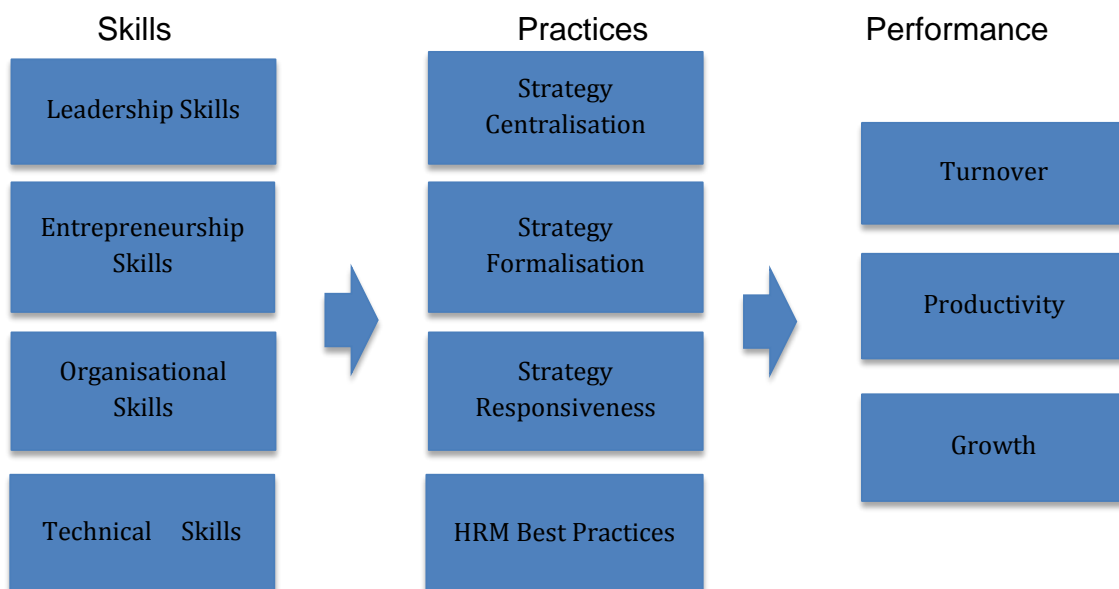 Skills
Leadership Skills
Entrepreneurship
Skills
Organisational
Skills
Technical Skills
Practices
Strategy
Centralisation
Strategy
Formalisation
Strategy
Responsiveness
HRM Best Practices
Performance
Turnover
Productivity
Growth